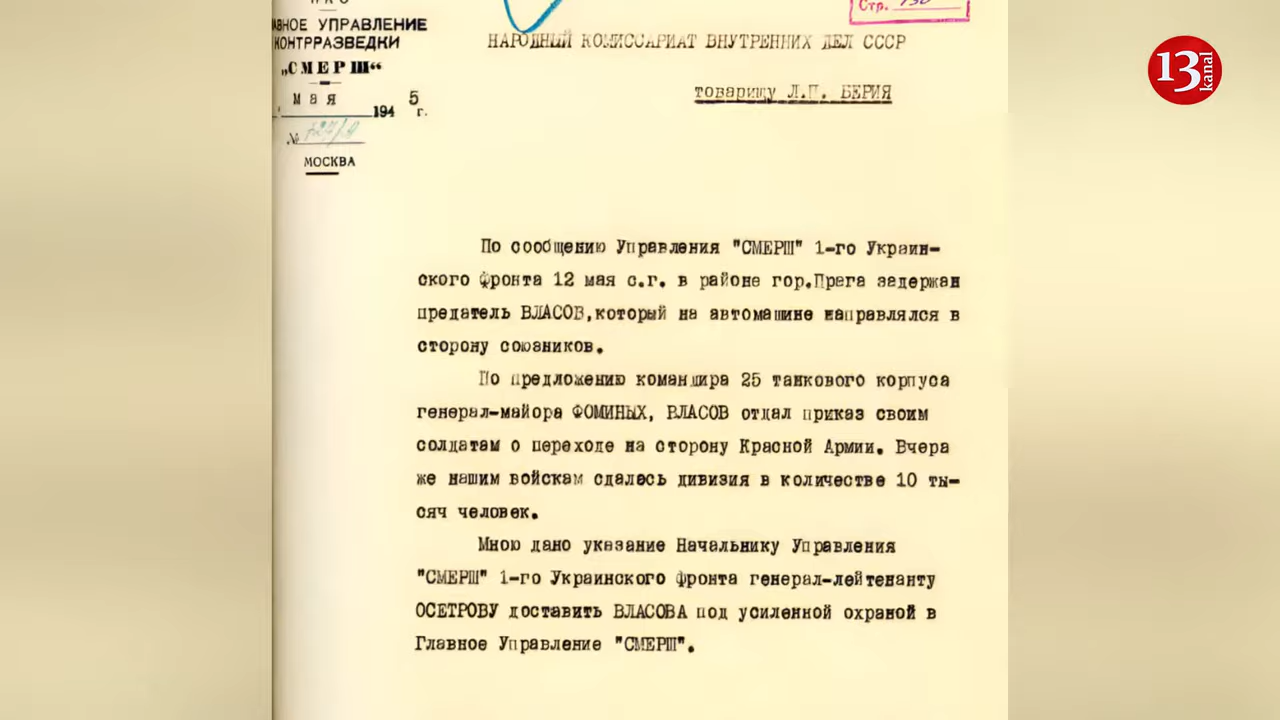 ГЛАВНОЕ УПРАВЛЕНИЕ
КОНТРРАЗВЕДКИ
„СМЕРШ“
мая
1945 г.
№
МОСКВА
Стр.
НАРОДНЫЙ КОМИССАРИАТ ВНУТРЕННИХ ДЕЛ СССР
товарищу Л.П. БЕРИЯ
13 kanal
По сообщению Управления "СМЕРШ" 1-го Украин-
ского фронта 12 мая с.г. в районе гор.Прага задержан
предатель ВЛАСОВ,который на автомашине направлялся в
сторону союзников.
По предложению командира 25 танкового корпуса
генерал-майора ФОМИНЫХ, ВЛАСОВ отдал приказ своим
солдатам о переходе на сторону Красной Армии. Вчера
же нашим войскам сдалась дивизия в количестве 10 ты-
сяч человек.
Мною дано указание Начальнику Управления
"СМЕРШ" 1-го Украинского фронта генерал-лейтенанту
ОСЕТРОВУ доставить ВЛАСОВА под усиленной охраной в
Главное Управление "СМЕРШ".